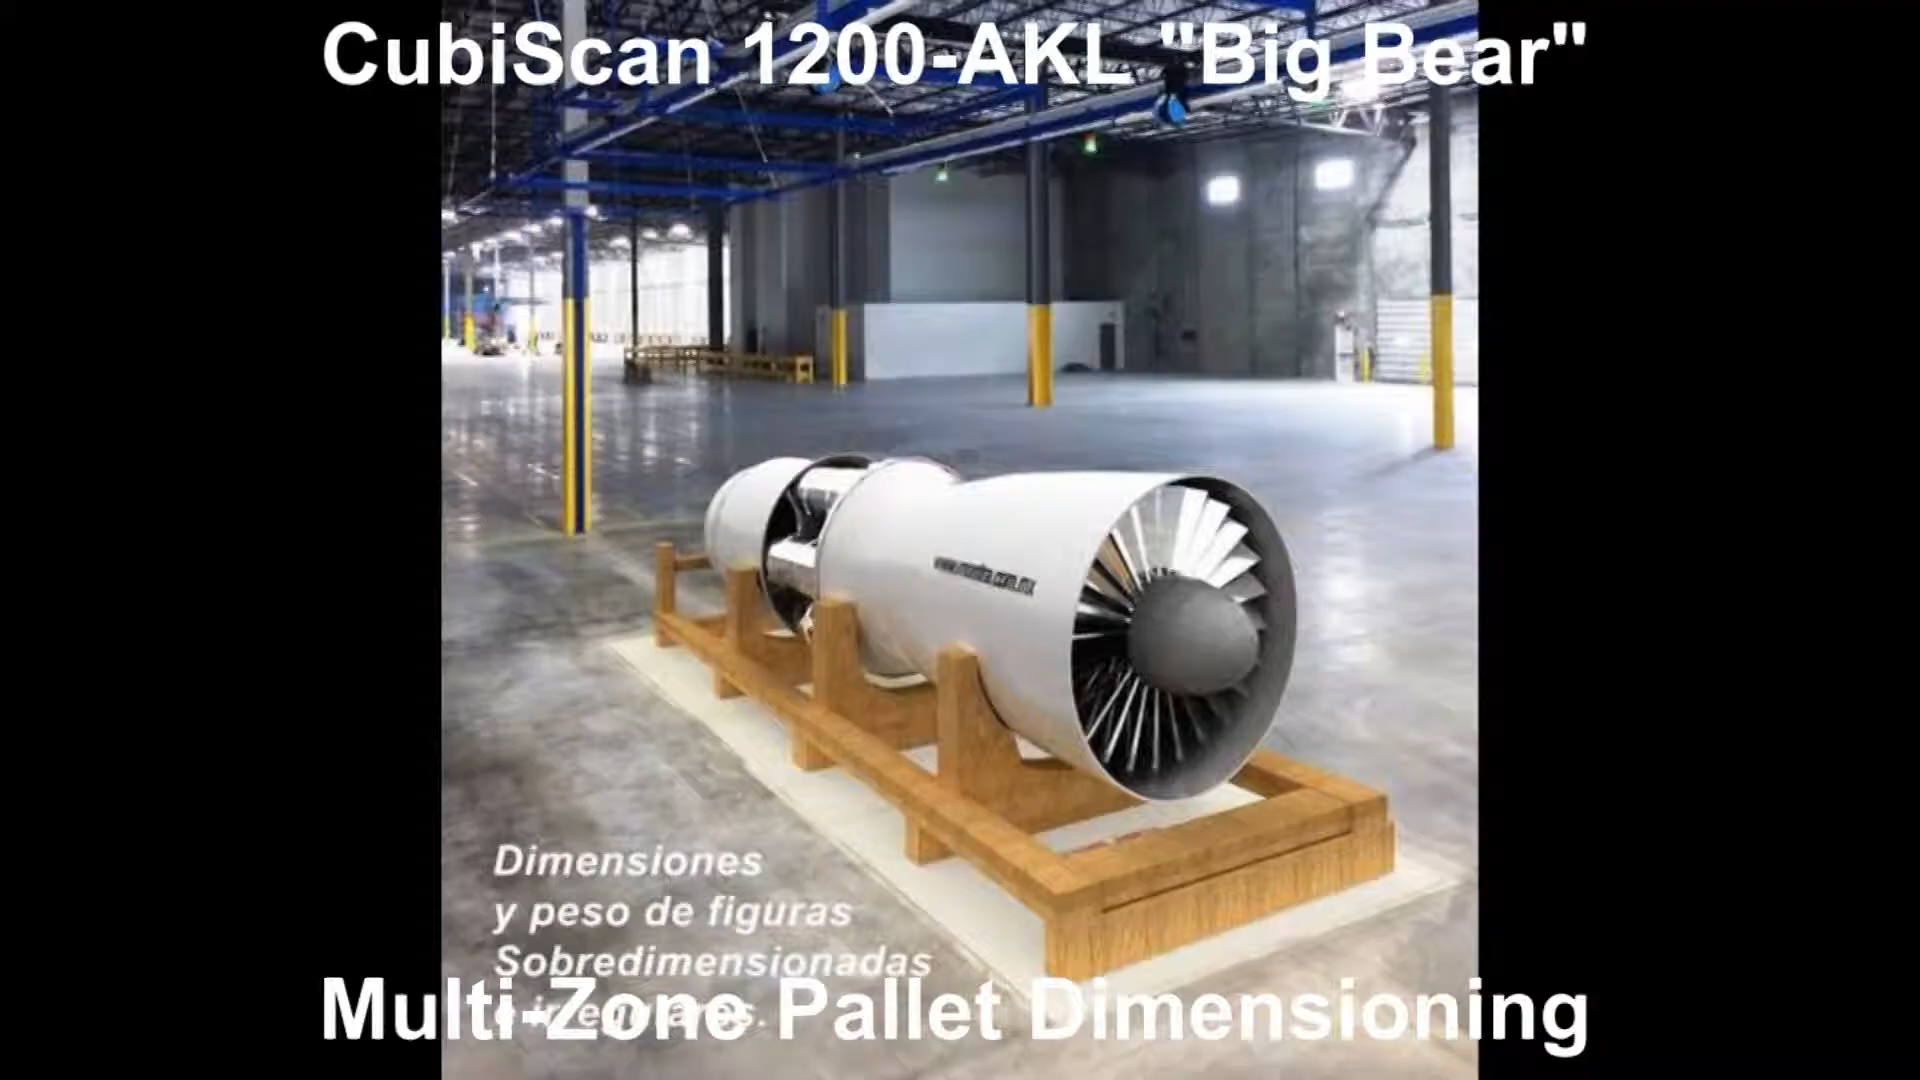 CubiScan 1200-AKL "Big Bear"
Dimensiones
y peso de figuras
Sobredimensionadas
Multi-Zone Pallet Dimensioning